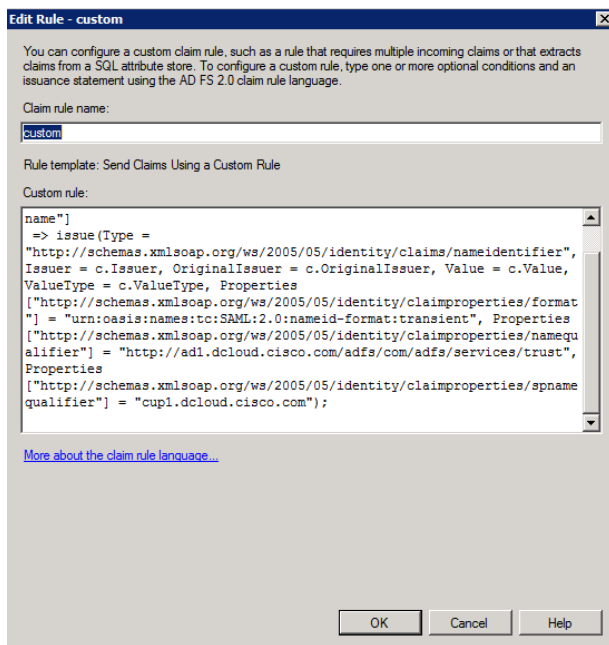 Edit Rule - custom
You can configure a custom claim rule, such as a rule that requires multiple incoming claims or that extracts
claims from a SQL attribute store. To configure a custom rule, type one or more optional conditions and an
issuance statement using the AD FS 2.0 claim rule language.
Claim rule name:
custom
Rule template: Send Claims Using a Custom Rule
Custom rule:
name"]
=> issue(Type =
"http://schemas.xmlsoap.org/ws/2005/05/identity/claims/nameidentifier",
Issuer = c.Issuer, OriginalIssuer = c.OriginalIssuer, Value = c.Value,
ValueType = c.ValueType, Properties
["http://schemas.xmlsoap.org/ws/2005/05/identity/claimproperties/format
"] = "urn:oasis:names:tc:SAML:2.0:nameid-format:transient", Properties
["http://schemas.xmlsoap.org/ws/2005/05/identity/claimproperties/namequ
alifier"] = "http://ad1.dcloud.cisco.com/adfs/com/adfs/services/trust",
Properties
["http://schemas.xmlsoap.org/ws/2005/05/identity/claimproperties/spname
qualifier"] = "cup1.dcloud.cisco.com");
More about the claim rule language...
OK Cancel Help